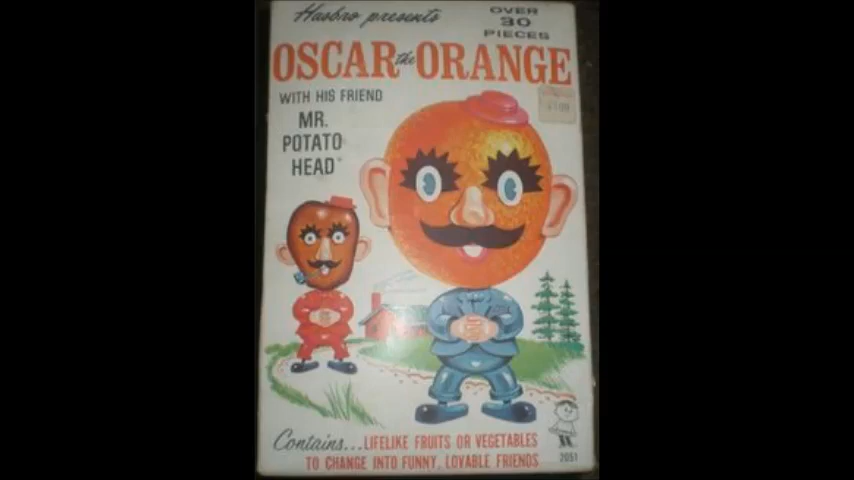 Hasbro presents
OVER
30
PIECES
OSCAR the ORANGE
WITH HIS FRIEND
MR.
POTATO
HEAD
Contains... LIFELIKE FRUITS OR VEGETABLES
TO CHANGE INTO FUNNY, LOVABLE FRIENDS
2051